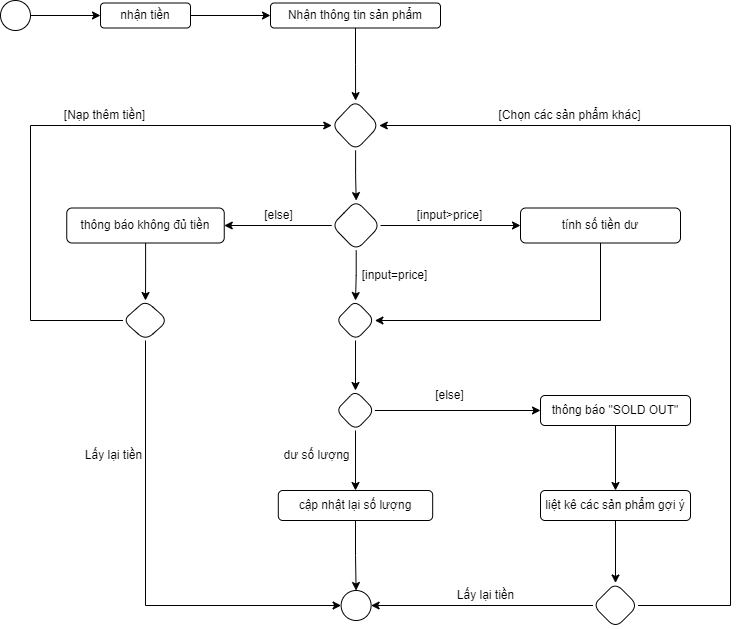 nhận tiền
Nhận thông tin sản phẩm
[Nạp thêm tiền]
[Chọn các sản phẩm khác]
thông báo không đủ tiền
[else]
[input>price]
tính số tiền dư
[input=price]
[else]
thông báo "SOLD OUT"
Lấy lại tiền
dư số lượng
cập nhật lại số lượng
liệt kê các sản phẩm gợi ý
Lấy lại tiền